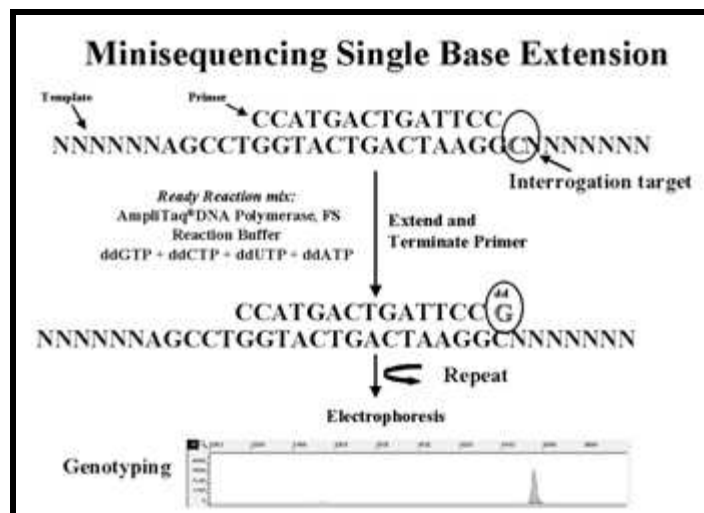 Minisequencing Single Base Extension
Template
Primer
CCATGACTGATTCC
NNNNNNAGCCTGGTACTGACTAAGGCNNNNNNN
Interrogation target
Ready Reaction mix:
AmpliTaq®DNA Polymerase, FS
Reaction Buffer
ddGTP + ddCTP + ddUTP + ddATP
Extend and
Terminate Primer
dd
CCATGACTGATTCCG
NNNNNNAGCCTGGTACTGACTAAGGCNNNNNNN
Repeat
Electrophoresis
Genotyping